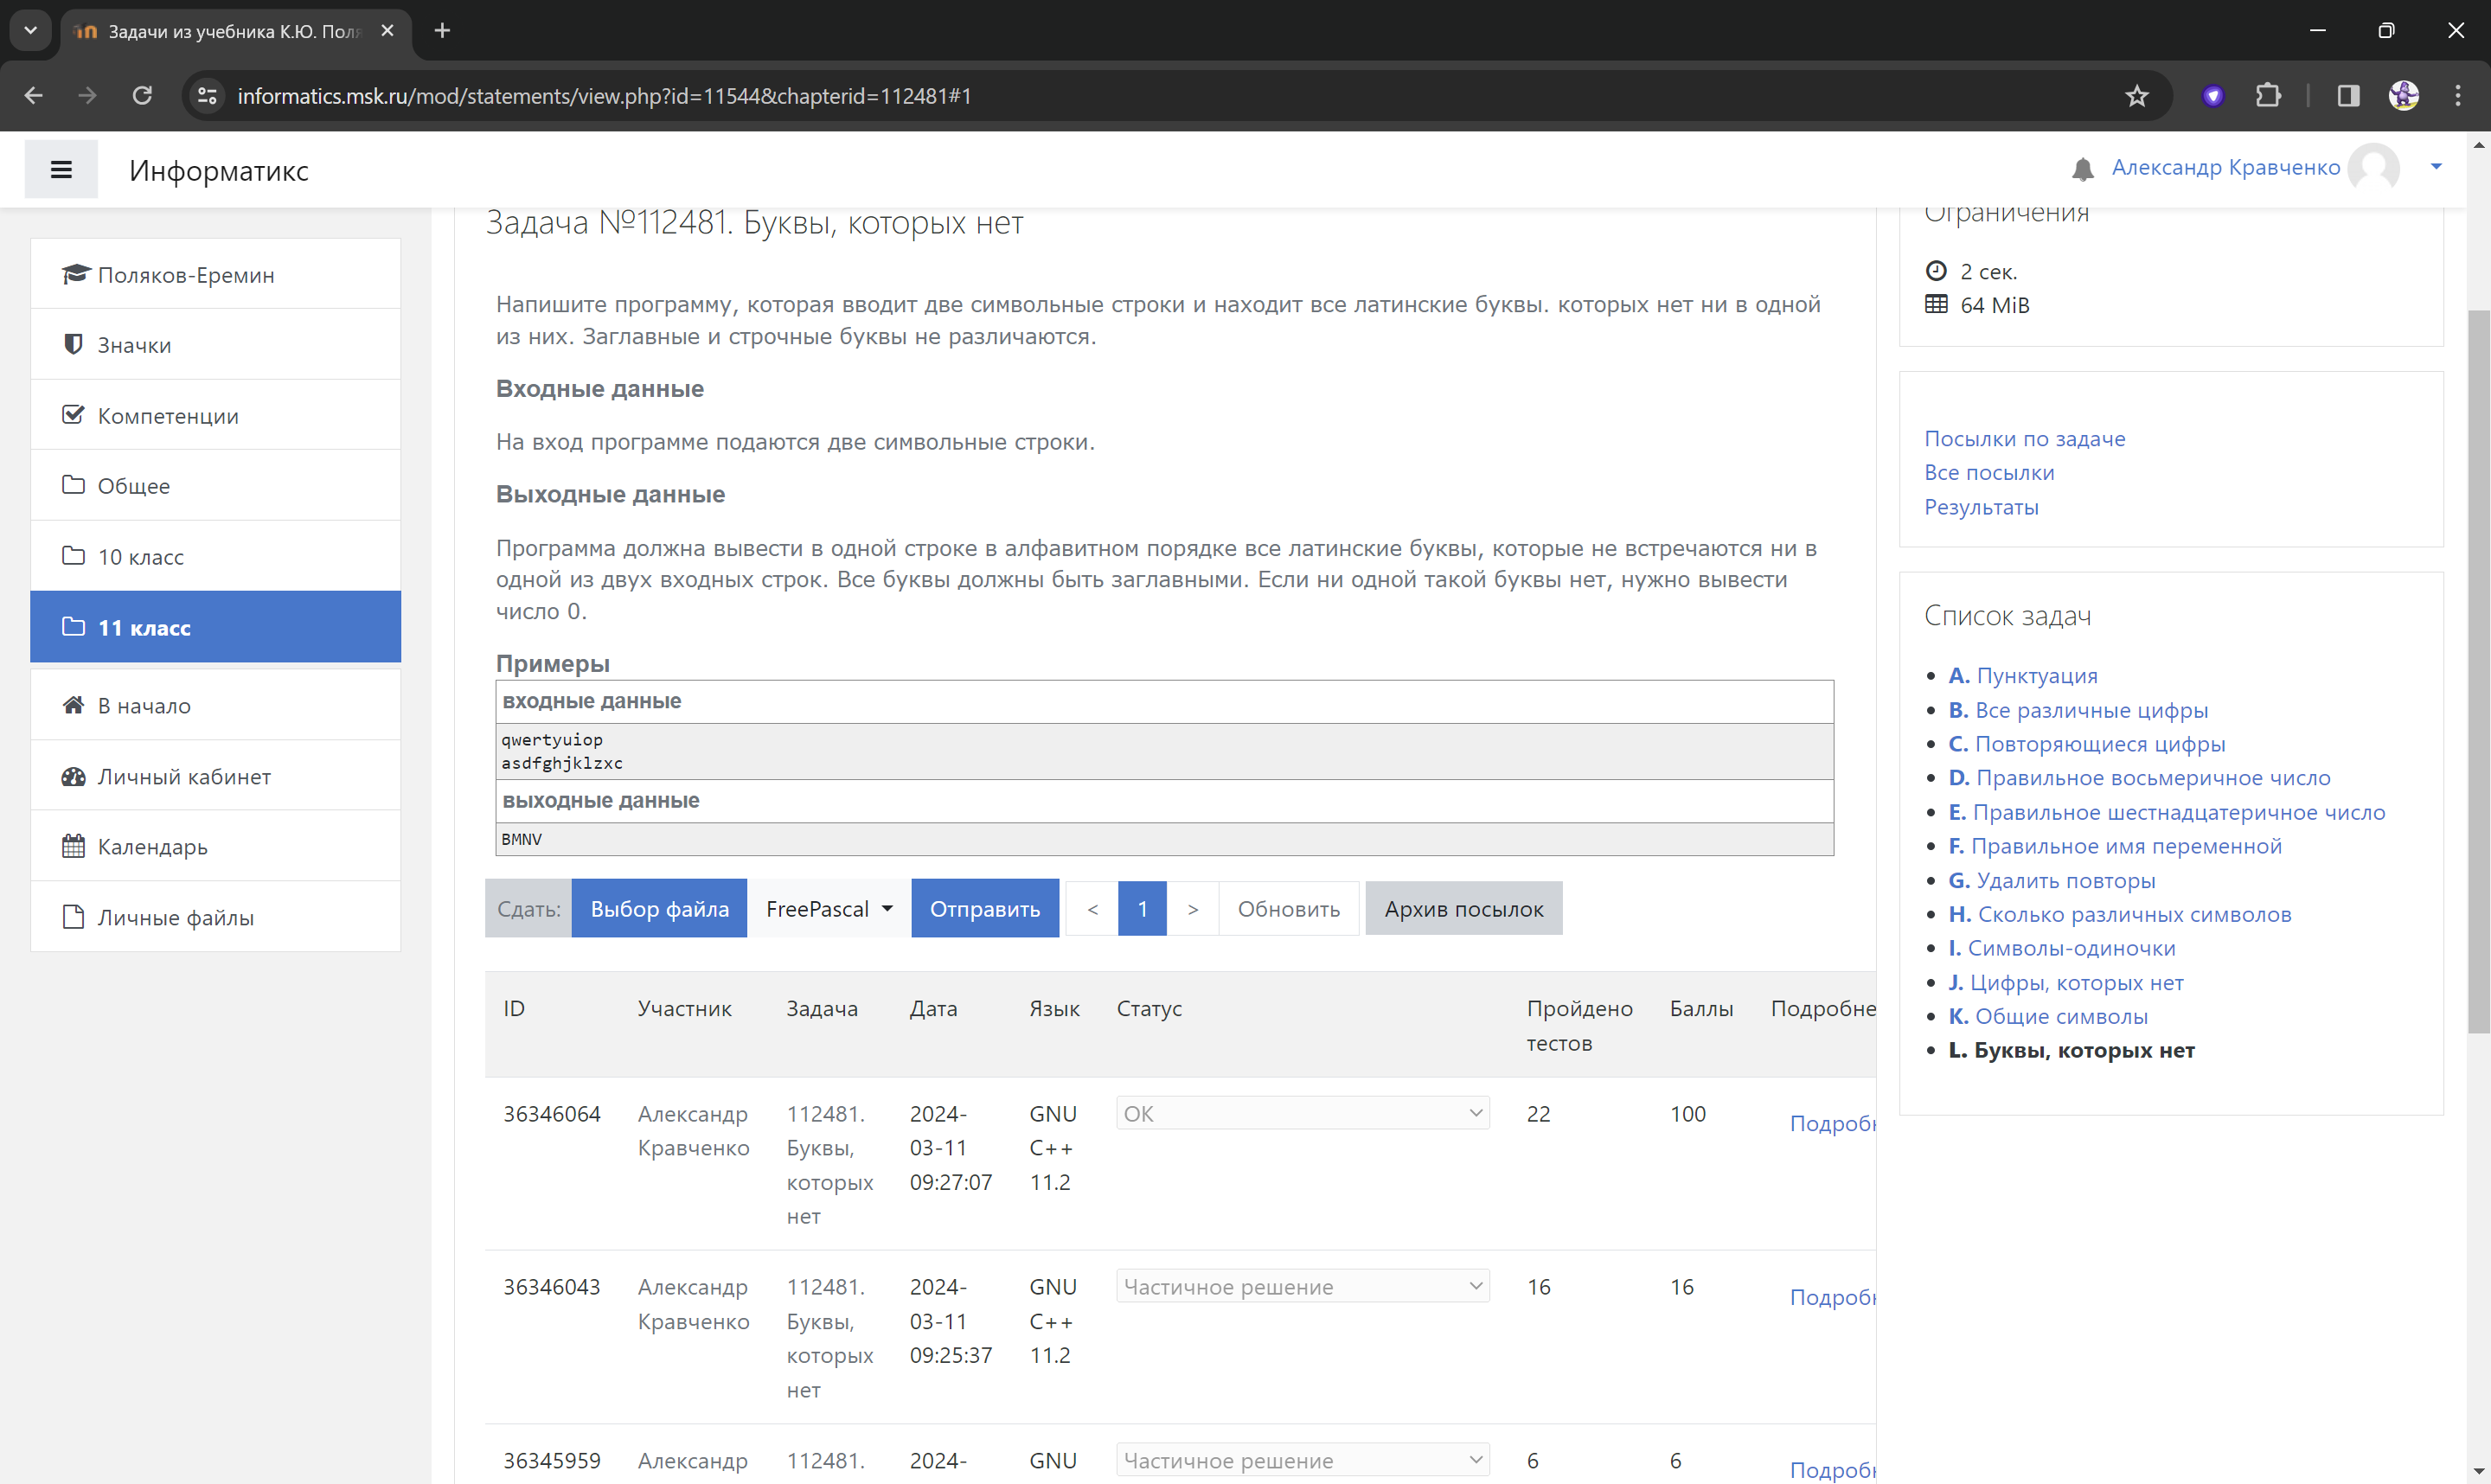 Задачи из учебника К.Ю. Поля
informatics.msk.ru/mod/statements/view.php?id=11544&chapterid=112481#1
Информатикс
Александр Кравченко
Поляков-Еремин
Значки
Компетенции
Общее
10 класс
11 класс
В начало
Личный кабинет
Календарь
Личные файлы
Задача №112481. Буквы, которых нет
Напишите программу, которая вводит две символьные строки и находит все латинские буквы. которых нет ни в одной
из них. Заглавные и строчные буквы не различаются.
Входные данные
На вход программе подаются две символьные строки.
Выходные данные
Программа должна вывести в одной строке в алфавитном порядке все латинские буквы, которые не встречаются ни в
одной из двух входных строк. Все буквы должны быть заглавными. Если ни одной такой буквы нет, нужно вывести
число 0.
Примеры
входные данные
qwertyuiop
asdfghjklzxc
выходные данные
BMNV
Сдать: Выбор файла FreePascal Отправить < 1 > Обновить Архив посылок
ID Участник Задача Дата Язык Статус Пройдено тестов Баллы Подробне
36346064 Александр 112481. 2024- GNU OK 22 100 Подробн
Кравченко Буквы, 03-11 C++
которых 09:27:07 11.2
нет
36346043 Александр 112481. 2024- GNU Частичное решение 16 16 Подробн
Кравченко Буквы, 03-11 C++
которых 09:25:37 11.2
нет
36345959 Александр 112481. 2024- GNU Частичное решение 6 6 Подробн
Ограничения
2 сек.
64 MiB
Посылки по задаче
Все посылки
Результаты
Список задач
A. Пунктуация
B. Все различные цифры
C. Повторяющиеся цифры
D. Правильное восьмеричное число
E. Правильное шестнадцатеричное число
F. Правильное имя переменной
G. Удалить повторы
H. Сколько различных символов
I. Символы-одиночки
J. Цифры, которых нет
K. Общие символы
L. Буквы, которых нет